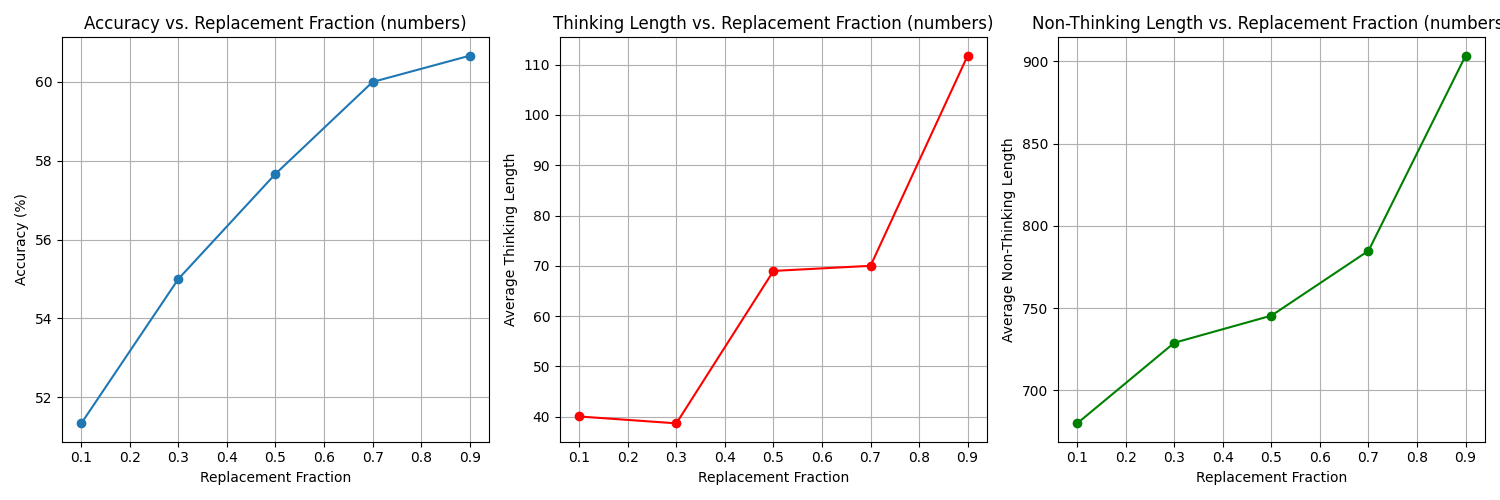 Accuracy vs. Replacement Fraction (numbers)
60
58
56
54
52
Accuracy (%)
0.1 0.2 0.3 0.4 0.5 0.6 0.7 0.8 0.9
Replacement Fraction
Thinking Length vs. Replacement Fraction (numbers)
110
100
90
80
70
60
50
40
Average Thinking Length
0.1 0.2 0.3 0.4 0.5 0.6 0.7 0.8 0.9
Replacement Fraction
Non-Thinking Length vs. Replacement Fraction (numbers
900
850
800
750
700
Average Non-Thinking Length
0.1 0.2 0.3 0.4 0.5 0.6 0.7 0.8 0.9
Replacement Fraction